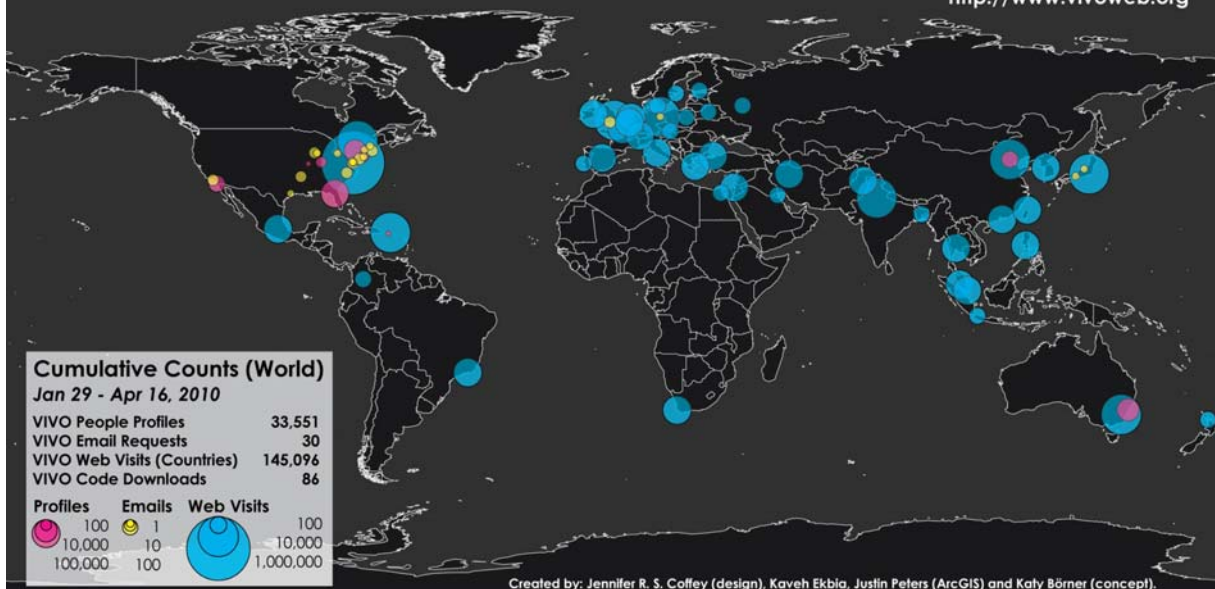 http://www.vivoweb.org
Cumulative Counts (World)
Jan 29 - Apr 16, 2010
VIVO People Profiles 33,551
VIVO Email Requests 30
VIVO Web Visits (Countries) 145,096
VIVO Code Downloads 86
Profiles Emails Web Visits
100 1 100
10,000 10 10,000
100,000 100 1,000,000
Created by: Jennifer R. S. Coffey (design), Kaveh Ekbia, Justin Peters (ArcGIS) and Katy Börner (concept).